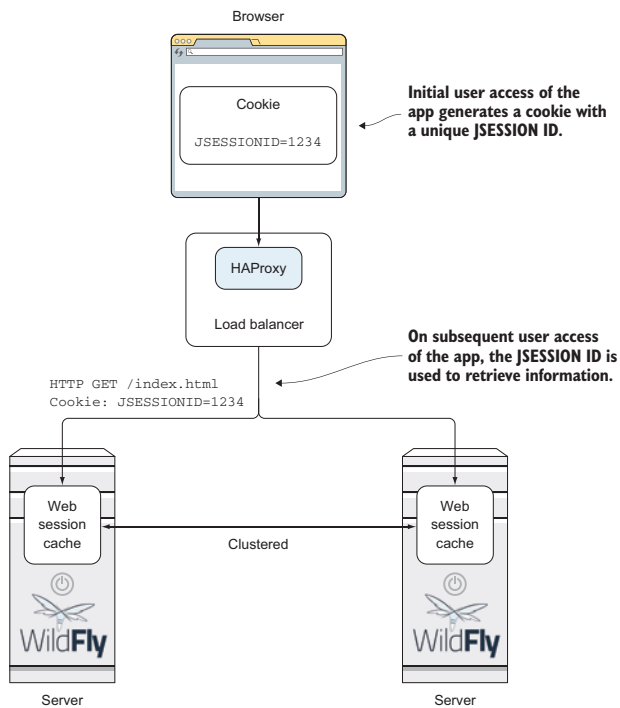 Browser
Cookie
JSESSIONID=1234
Initial user access of the
app generates a cookie with
a unique JSESSION ID.
HAProxy
Load balancer
On subsequent user access
of the app, the JSESSION ID is
used to retrieve information.
HTTP GET /index.html
Cookie: JSESSIONID=1234
Web
session
cache
Clustered
Web
session
cache
WildFly
WildFly
Server
Server